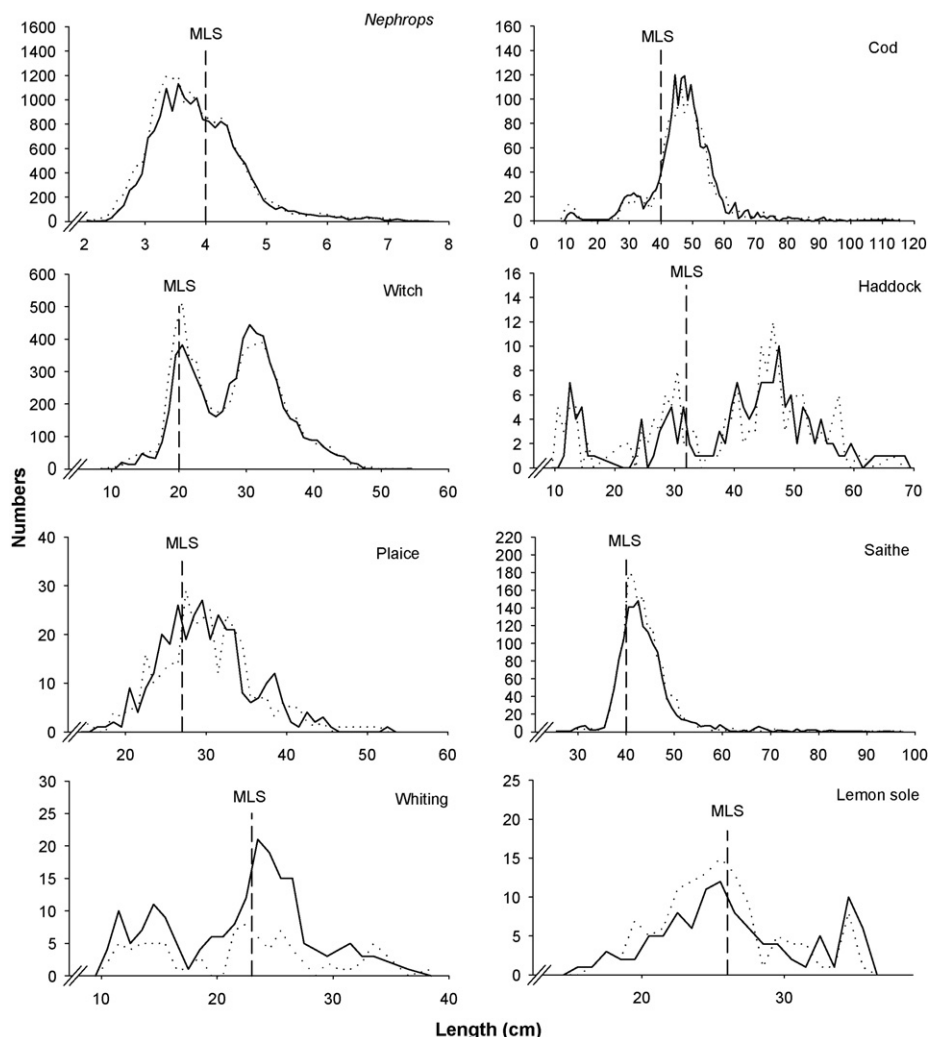 Nephrops
MLS
1600
1400
1200
1000
800
600
400
200
0
2 3 4 5 6 7 8
Cod
MLS
160
140
120
100
80
60
40
20
0
0 10 20 30 40 50 60 70 80 90 100 110 120
Witch
MLS
600
500
400
300
200
100
0
10 20 30 40 50 60
Haddock
MLS
16
14
12
10
8
6
4
2
0
10 20 30 40 50 60 70
Numbers
Plaice
MLS
40
30
20
10
0
20 30 40 50 60
Saithe
MLS
220
200
180
160
140
120
100
80
60
40
20
0
30 40 50 60 70 80 90 100
Whiting
MLS
30
25
20
15
10
5
0
10 20 30 40
Lemon sole
MLS
25
20
15
10
5
0
20 30
Length (cm)